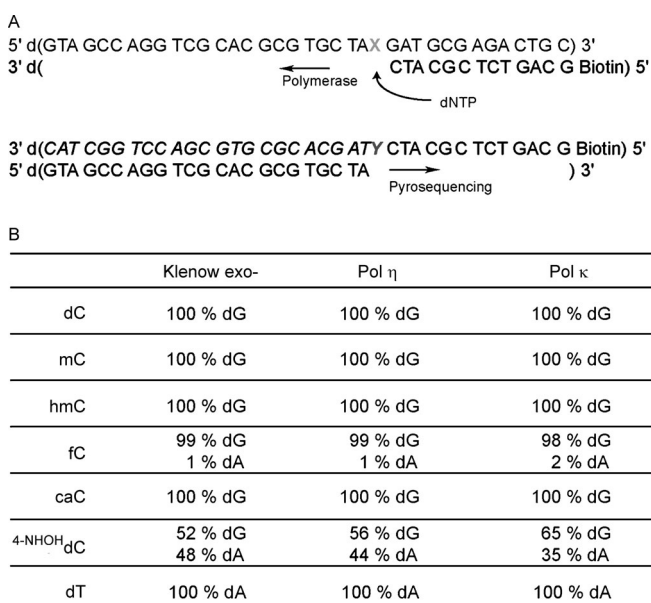 A
5' d(GTA GCC AGG TCG CAC GCG TGC TAX GAT GCG AGA CTG C) 3'
3' d( CTA CGC TCT GAC G Biotin) 5'
Polymerase
dNTP
3' d(CAT CGG TCC AGC GTG CGC ACG ATY CTA CGC TCT GAC G Biotin) 5'
5' d(GTA GCC AGG TCG CAC GCG TGC TA ) 3'
Pyrosequencing
B
Klenow exo- Pol η Pol κ
dC 100 % dG 100 % dG 100 % dG
mC 100 % dG 100 % dG 100 % dG
hmC 100 % dG 100 % dG 100 % dG
fC 99 % dG 99 % dG 98 % dG
1 % dA 1 % dA 2 % dA
caC 100 % dG 100 % dG 100 % dG
4-NHOHdC 52 % dG 56 % dG 65 % dG
48 % dA 44 % dA 35 % dA
dT 100 % dA 100 % dA 100 % dA